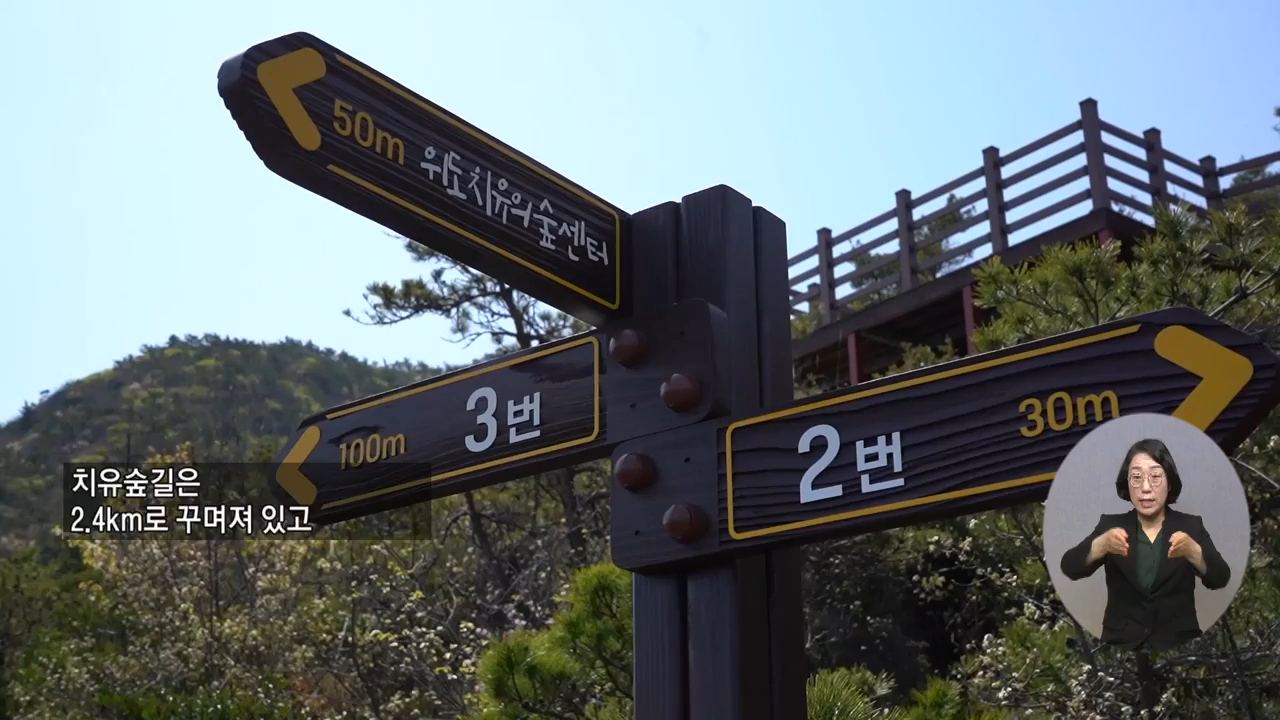 50m 위도치유의숲센터
100m 3번
2번 30m
치유숲길은
2.4km로 꾸며져 있고